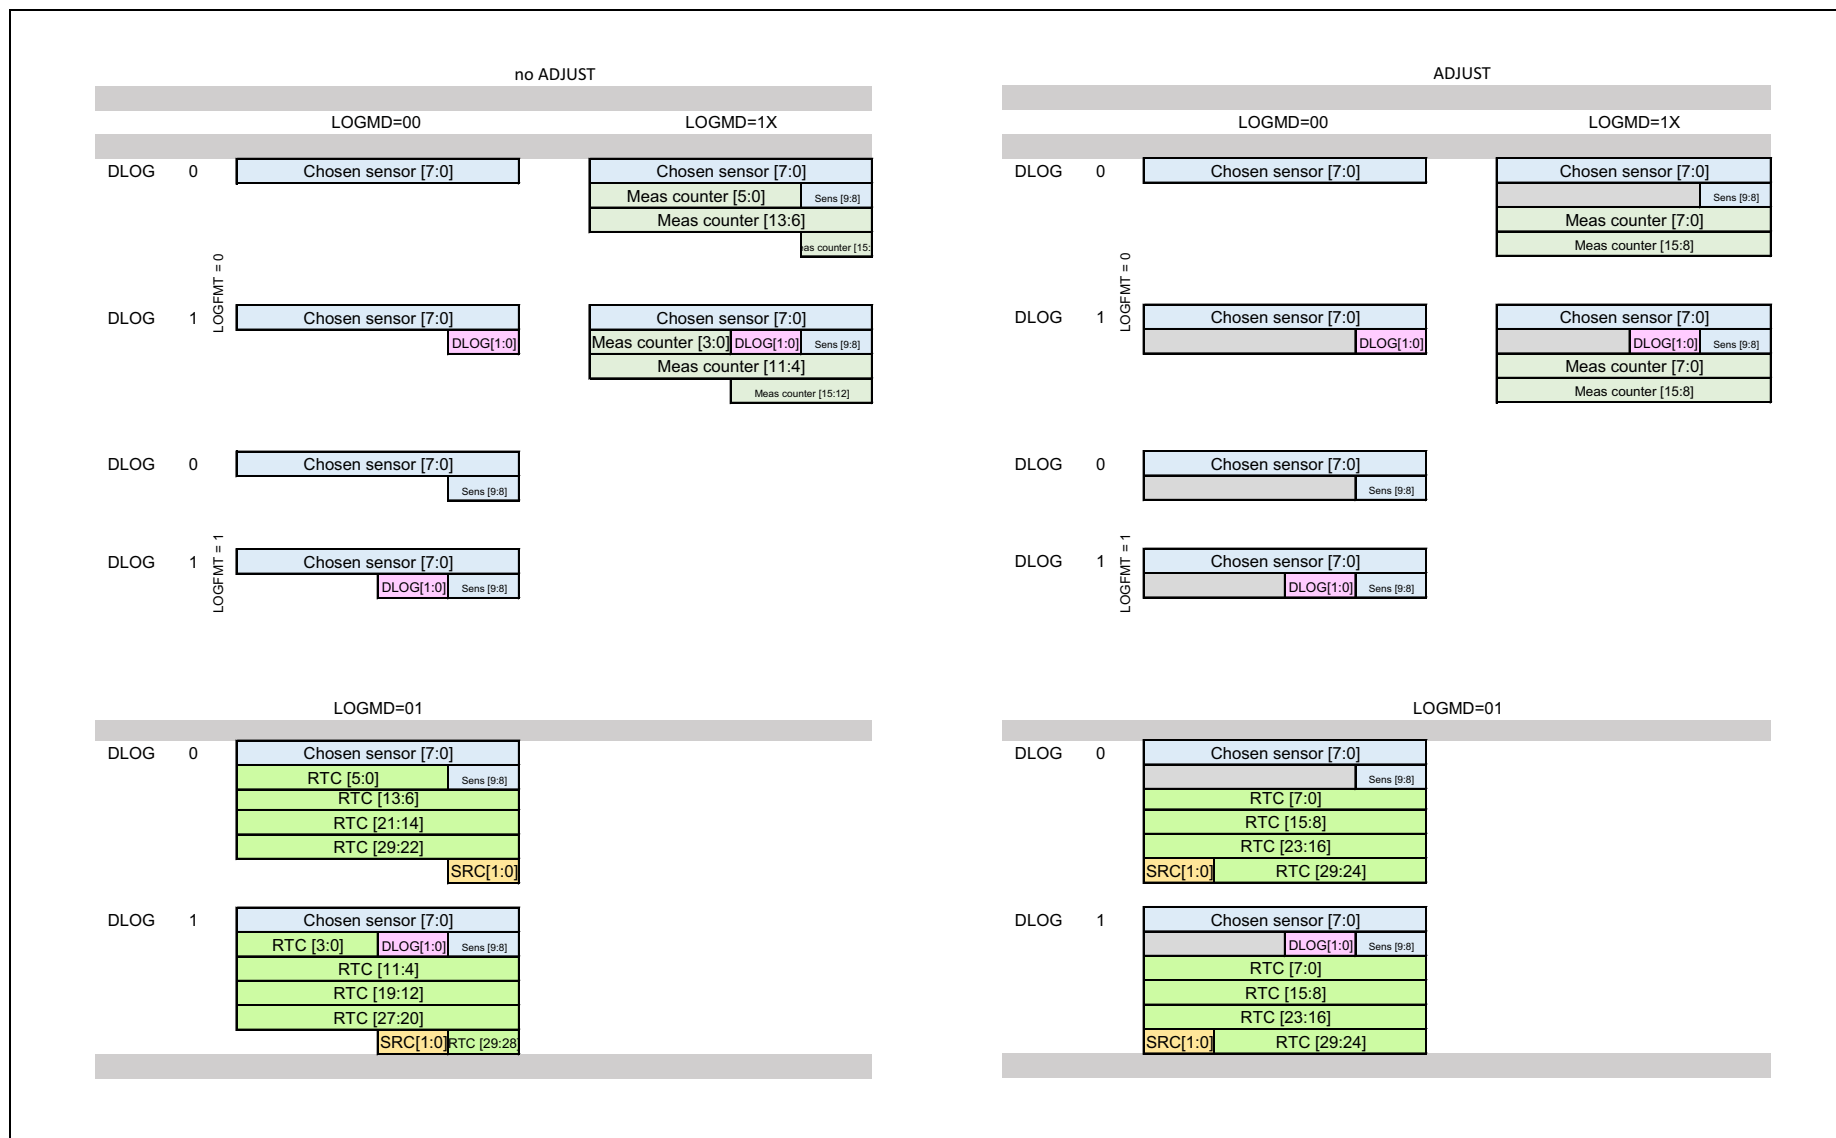 no ADJUST
LOGMD=00 LOGMD=1X
DLOG 0 Chosen sensor [7:0] Chosen sensor [7:0]
Meas counter [5:0] Sens [9:8]
Meas counter [13:6]
eas counter [15:
LOGFMT = 0
DLOG 1 Chosen sensor [7:0] Chosen sensor [7:0]
DLOG[1:0] Meas counter [3:0] DLOG[1:0] Sens [9:8]
Meas counter [11:4]
Meas counter [15:12]
DLOG 0 Chosen sensor [7:0]
Sens [9:8]
LOGFMT = 1
DLOG 1 Chosen sensor [7:0]
DLOG[1:0] Sens [9:8]
LOGMD=01
DLOG 0 Chosen sensor [7:0]
RTC [5:0] Sens [9:8]
RTC [13:6]
RTC [21:14]
RTC [29:22]
SRC[1:0]
DLOG 1 Chosen sensor [7:0]
RTC [3:0] DLOG[1:0] Sens [9:8]
RTC [11:4]
RTC [19:12]
RTC [27:20]
SRC[1:0] RTC [29:28]
ADJUST
LOGMD=00 LOGMD=1X
DLOG 0 Chosen sensor [7:0] Chosen sensor [7:0]
Sens [9:8]
Meas counter [7:0]
Meas counter [15:8]
LOGFMT = 0
DLOG 1 Chosen sensor [7:0] Chosen sensor [7:0]
DLOG[1:0] DLOG[1:0] Sens [9:8]
Meas counter [7:0]
Meas counter [15:8]
DLOG 0 Chosen sensor [7:0]
Sens [9:8]
LOGFMT = 1
DLOG 1 Chosen sensor [7:0]
DLOG[1:0] Sens [9:8]
LOGMD=01
DLOG 0 Chosen sensor [7:0]
Sens [9:8]
RTC [7:0]
RTC [15:8]
RTC [23:16]
SRC[1:0] RTC [29:24]
DLOG 1 Chosen sensor [7:0]
DLOG[1:0] Sens [9:8]
RTC [7:0]
RTC [15:8]
RTC [23:16]
SRC[1:0] RTC [29:24]